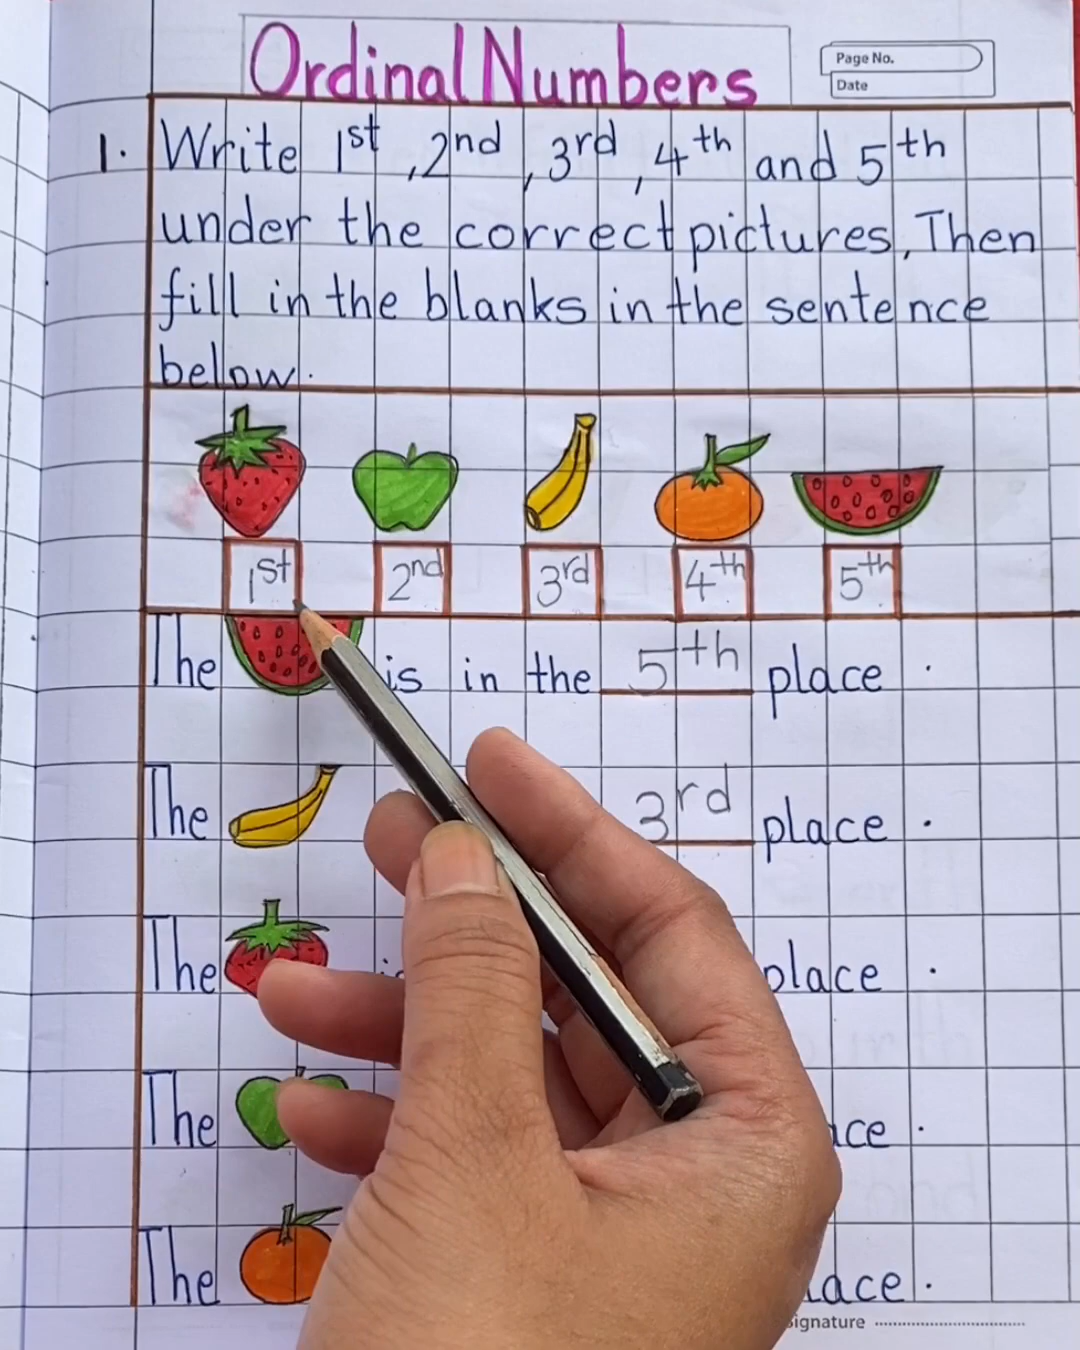 Ordinal Numbers
Page No.
Date
1. Write 1st, 2nd, 3rd, 4th and 5th
under the correct pictures, Then
fill in the blanks in the sentence
below.
1st 2nd 3rd 4th 5th
The is in the 5th place.
The 3rd place.
The place.
The
The